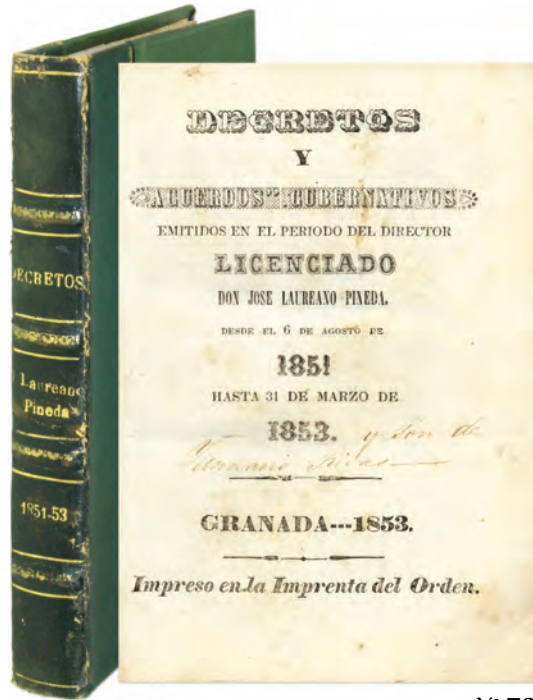 DECRETOS
J. Laureano
Pineda
1851-53
DECRETOS
Y
ACUERDOS GUBERNATIVOS
EMITIDOS EN EL PERIODO DEL DIRECTOR
LICENCIADO
DON JOSE LAUREANO PINEDA.
DESDE EL 6 DE AGOSTO DE
1851
HASTA 31 DE MARZO DE
1853.
y son de
GRANADA---1853.
Impreso en la Imprenta del Orden.